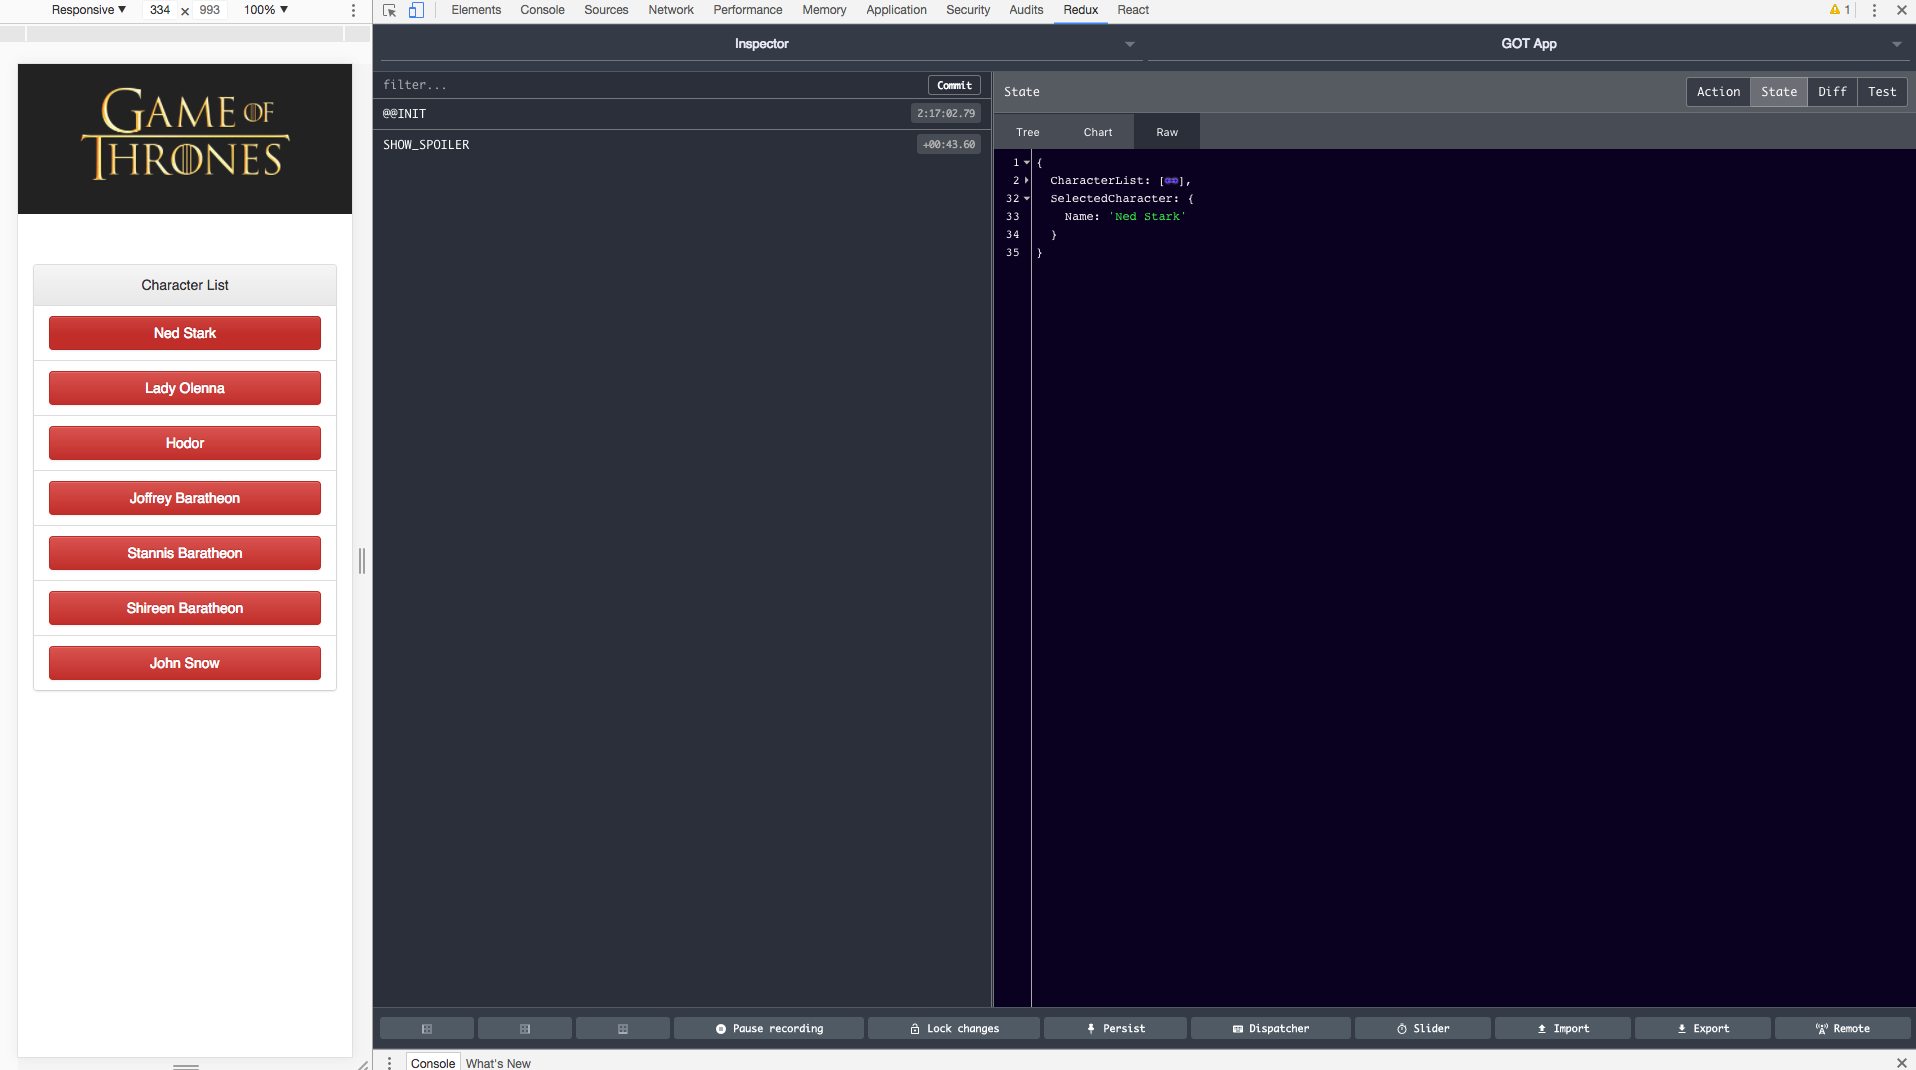 Responsive ▼ 334 x 993 100% ▼
Elements Console Sources Network Performance Memory Application Security Audits Redux React 1
Inspector
GOT App
GAME OF
THRONES
Character List
Ned Stark
Lady Olenna
Hodor
Joffrey Baratheon
Stannis Baratheon
Shireen Baratheon
John Snow
filter... Commit
@@INIT 2:17:02.79
SHOW_SPOILER +00:43.60
State Action State Diff Test
Tree Chart Raw
1 {
2 CharacterList: [↔],
32 SelectedCharacter: {
33 Name: 'Ned Stark'
34 }
35 }
Pause recording Lock changes Persist Dispatcher Slider Import Export Remote
Console What's New